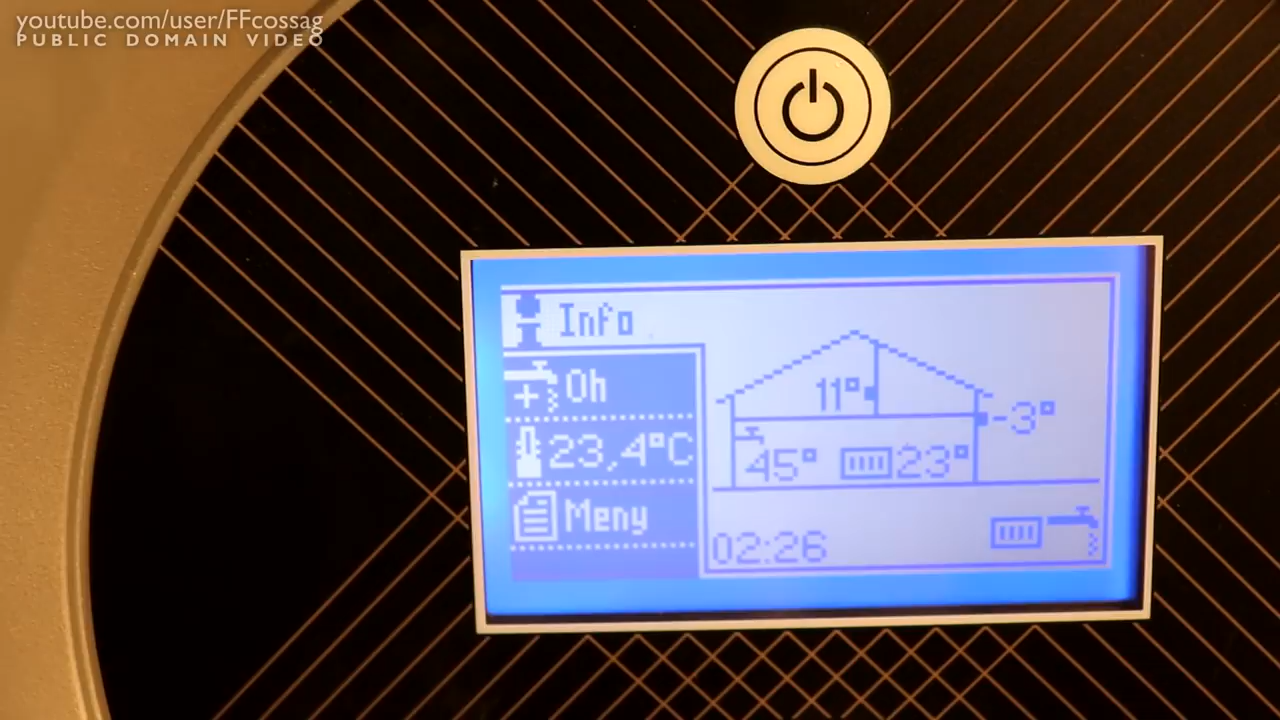 youtube.com/user/FFcossag
PUBLIC DOMAIN VIDEO
Info
0h
23,4°C
Meny
11°
-3°
45° 23°
02:26